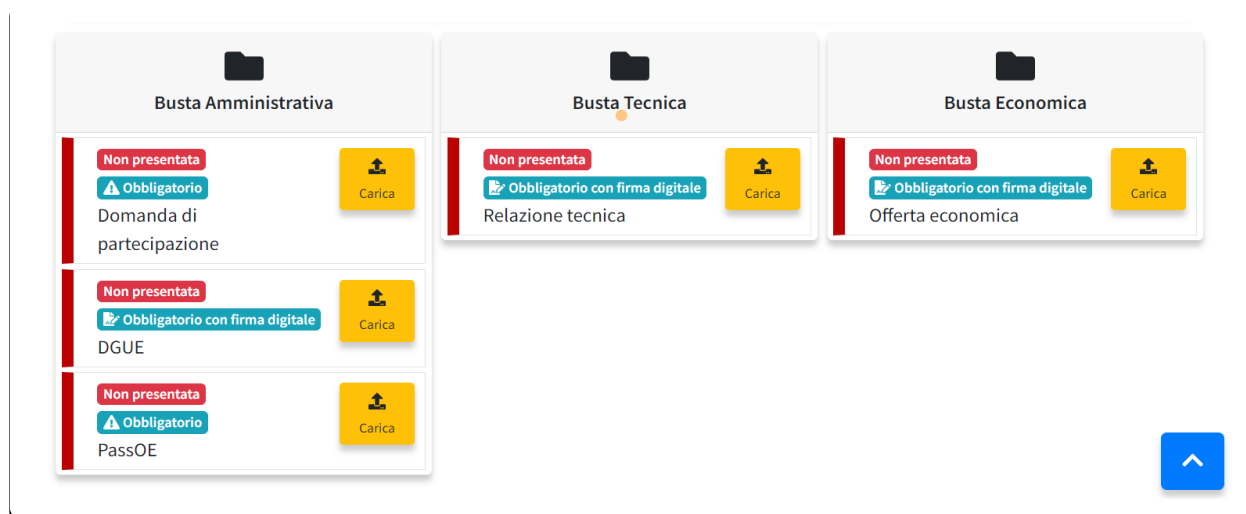 Busta Amministrativa
Non presentata
Obbligatorio
Domanda di
partecipazione
Carica
Non presentata
Obbligatorio con firma digitale
DGUE
Carica
Non presentata
Obbligatorio
PassOE
Carica
Busta Tecnica
Non presentata
Obbligatorio con firma digitale
Relazione tecnica
Carica
Busta Economica
Non presentata
Obbligatorio con firma digitale
Offerta economica
Carica